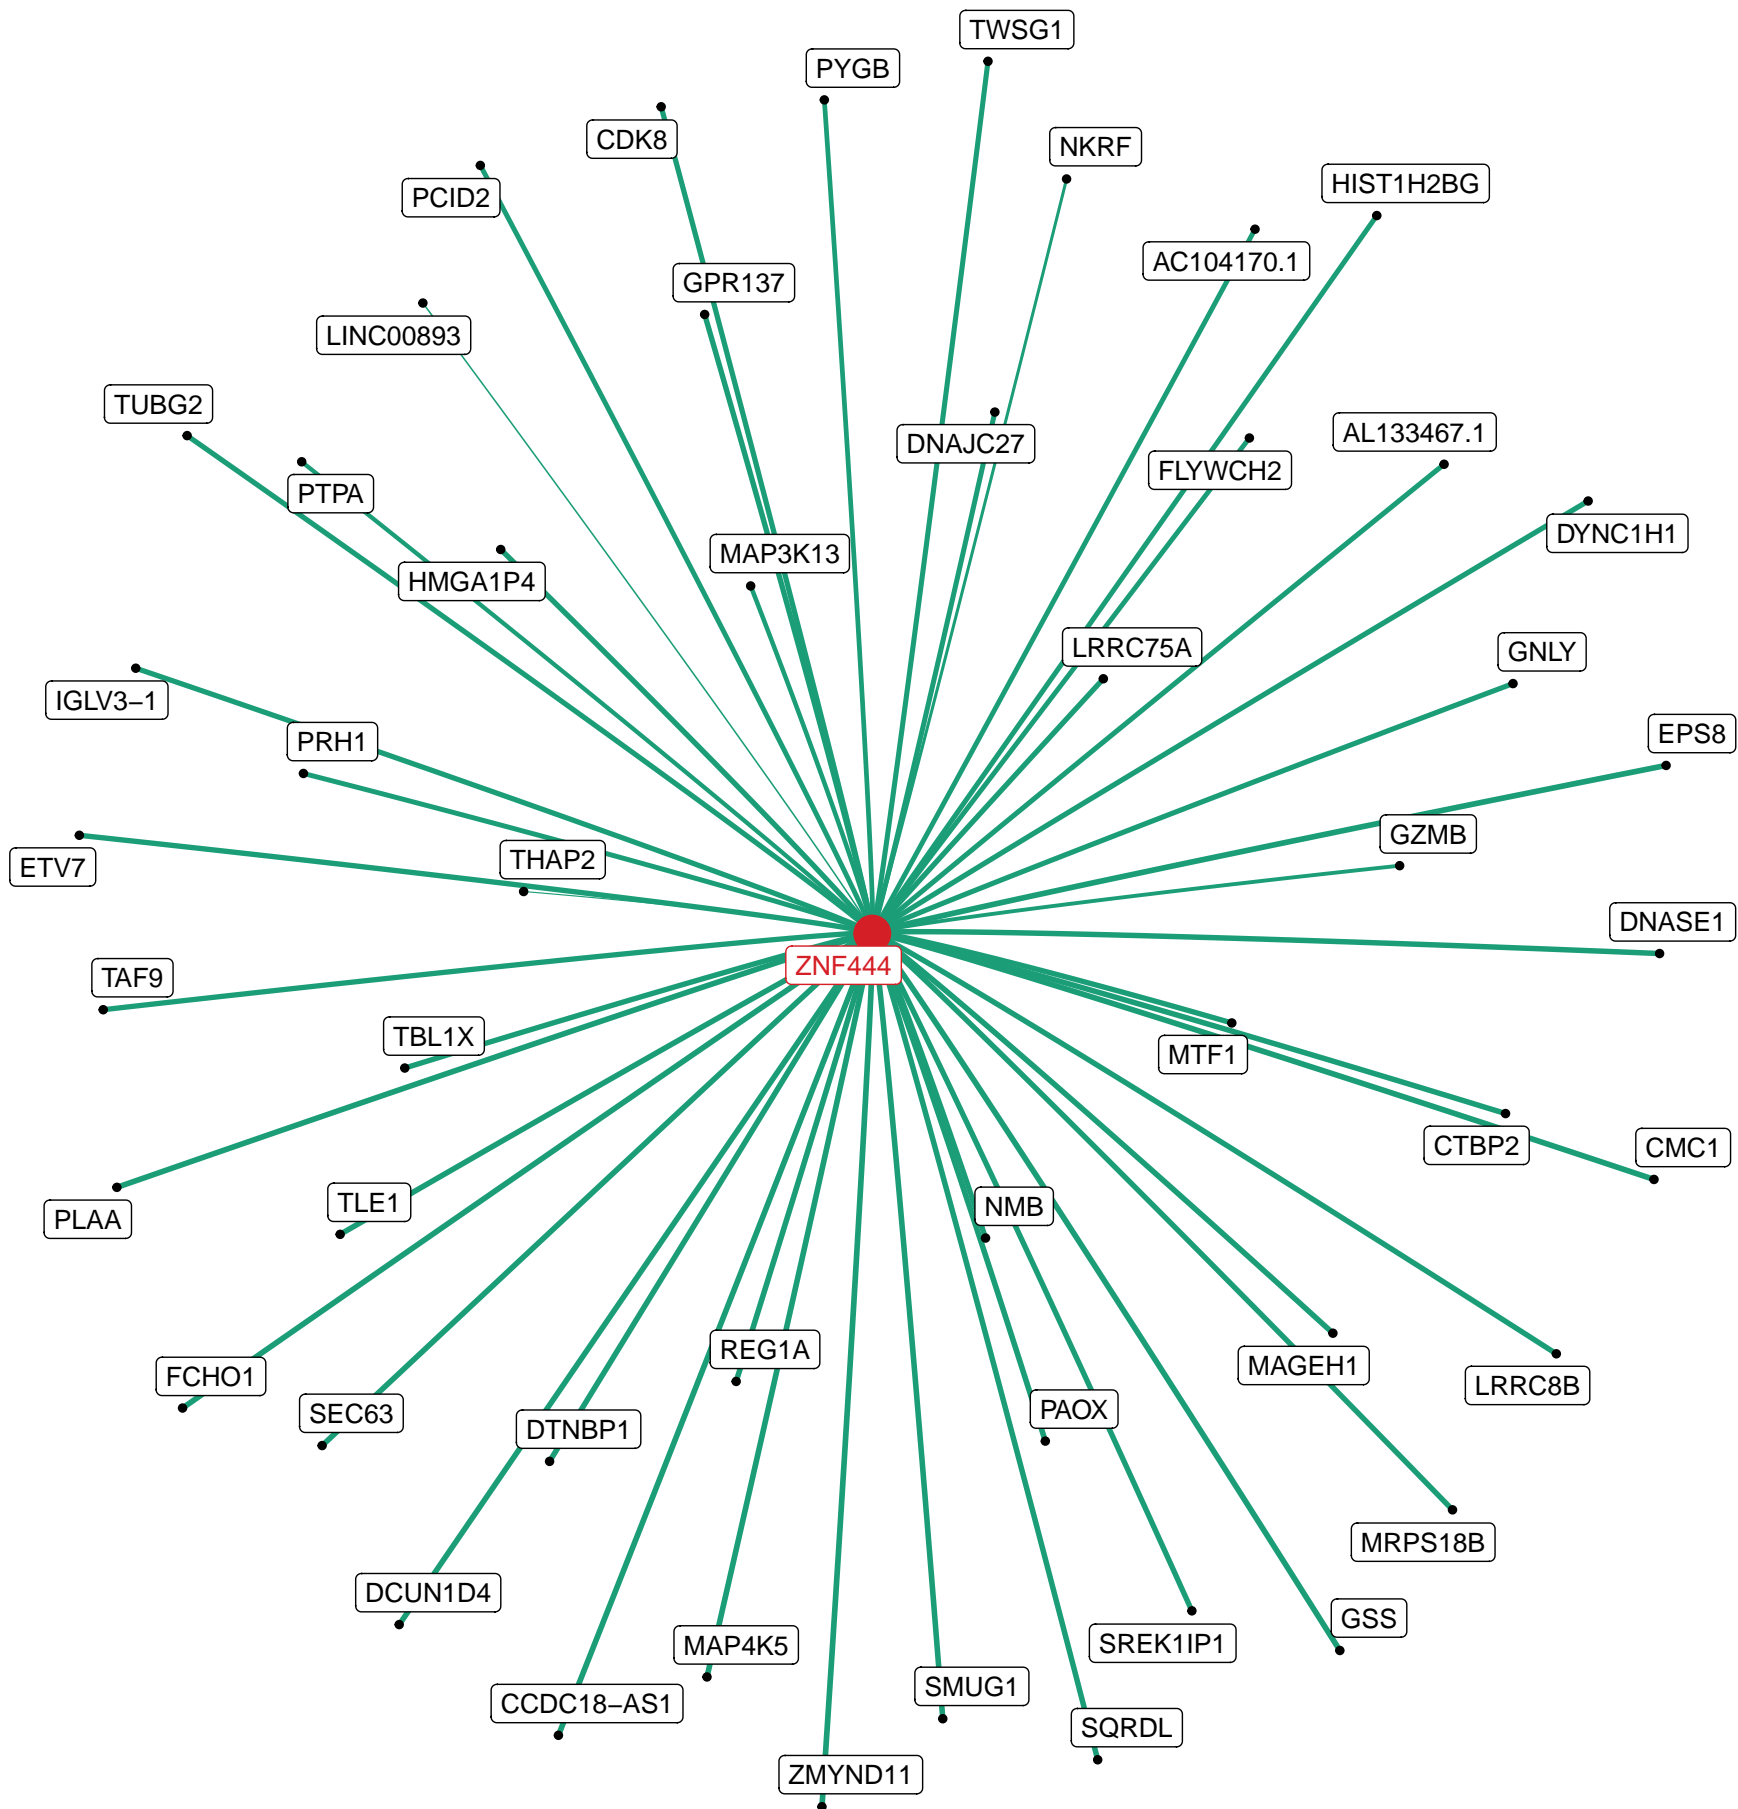 TWSG1
PYGB
CDK8
NKRF
HIST1H2BG
PCID2
AC104170.1
GPR137
LINC00893
TUBG2
AL133467.1
DNAJC27
FLYWCH2
PTPA
DYNC1H1
MAP3K13
HMGA1P4
LRRC75A
GNLY
IGLV3−1
EPS8
PRH1
GZMB
THAP2
ETV7
DNASE1
ZNF444
TAF9
TBL1X
MTF1
CTBP2
CMC1
TLE1
NMB
PLAA
REG1A
MAGEH1
FCHO1
LRRC8B
PAOX
SEC63
DTNBP1
MRPS18B
DCUN1D4
GSS
SREK1IP1
MAP4K5
SMUG1
CCDC18−AS1
SQRDL
ZMYND11